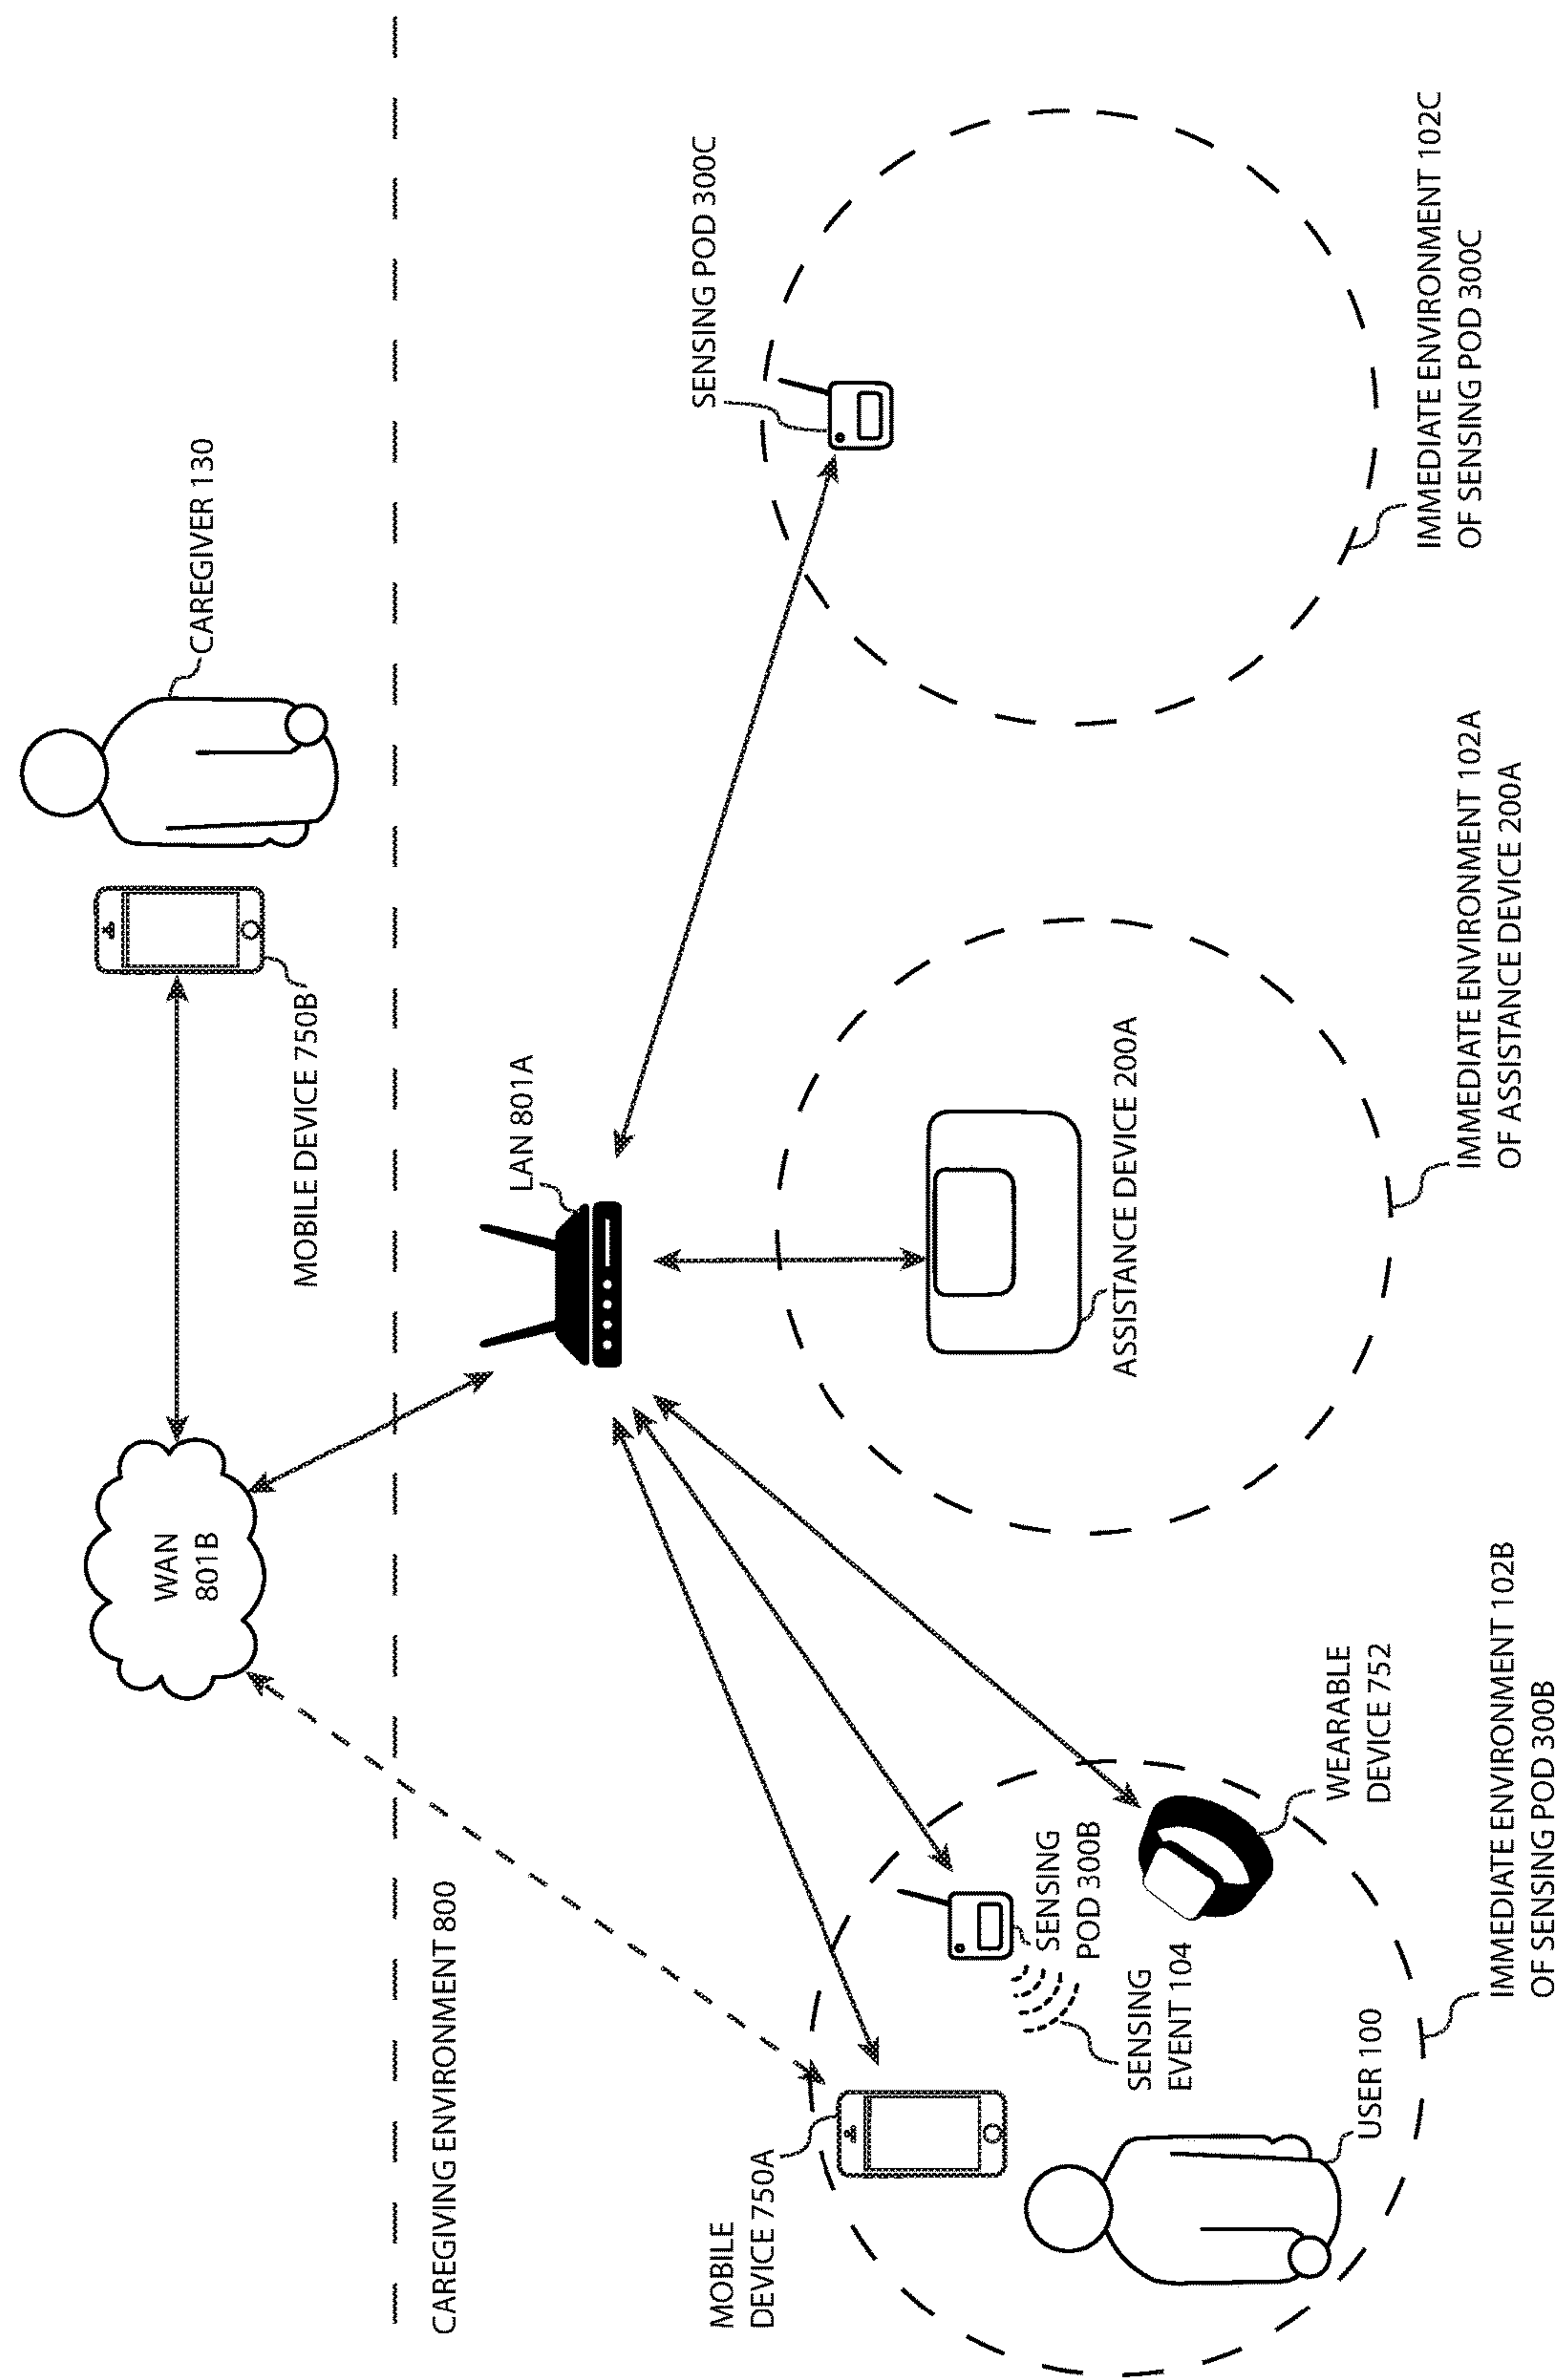 CAREGIVER 130
WAN
801B
MOBILE DEVICE 750B
CAREGIVING ENVIRONMENT 800
LAN 801A
MOBILE
DEVICE 750A
SENSING POD 300C
SENSING
POD 300B
SENSING
EVENT 104
ASSISTANCE DEVICE 200A
USER 100
WEARABLE
DEVICE 752
IMMEDIATE ENVIRONMENT 102B
OF SENSING POD 300B
IMMEDIATE ENVIRONMENT 102A
OF ASSISTANCE DEVICE 200A
IMMEDIATE ENVIRONMENT 102C
OF SENSING POD 300C